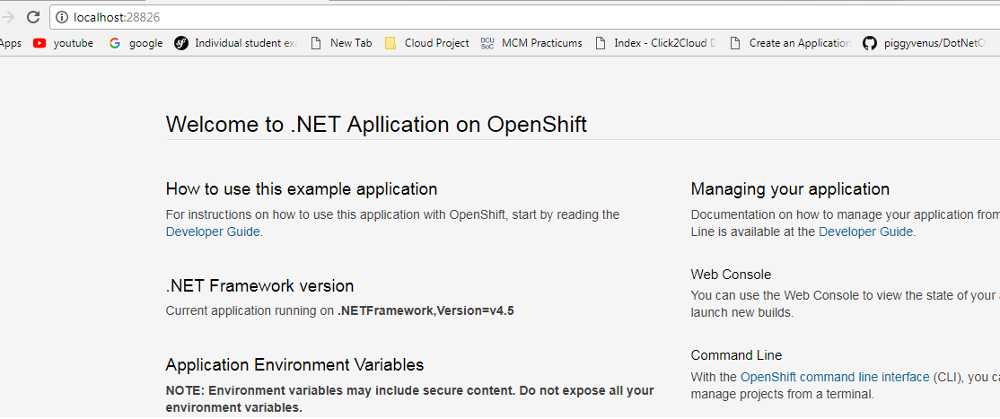 localhost:28826
Apps youtube google Individual student exa New Tab Cloud Project DCU SoC MCM Practicums Index - Click2Cloud D Create an Application piggyvenus/DotNetO
Welcome to .NET Apllication on OpenShift
How to use this example application
For instructions on how to use this application with OpenShift, start by reading the
Developer Guide.
.NET Framework version
Current application running on .NETFramework,Version=v4.5
Application Environment Variables
NOTE: Environment variables may include secure content. Do not expose all your
environment variables.
Managing your application
Documentation on how to manage your application from
Line is available at the Developer Guide.
Web Console
You can use the Web Console to view the state of your a
launch new builds.
Command Line
With the OpenShift command line interface (CLI), you ca
manage projects from a terminal.